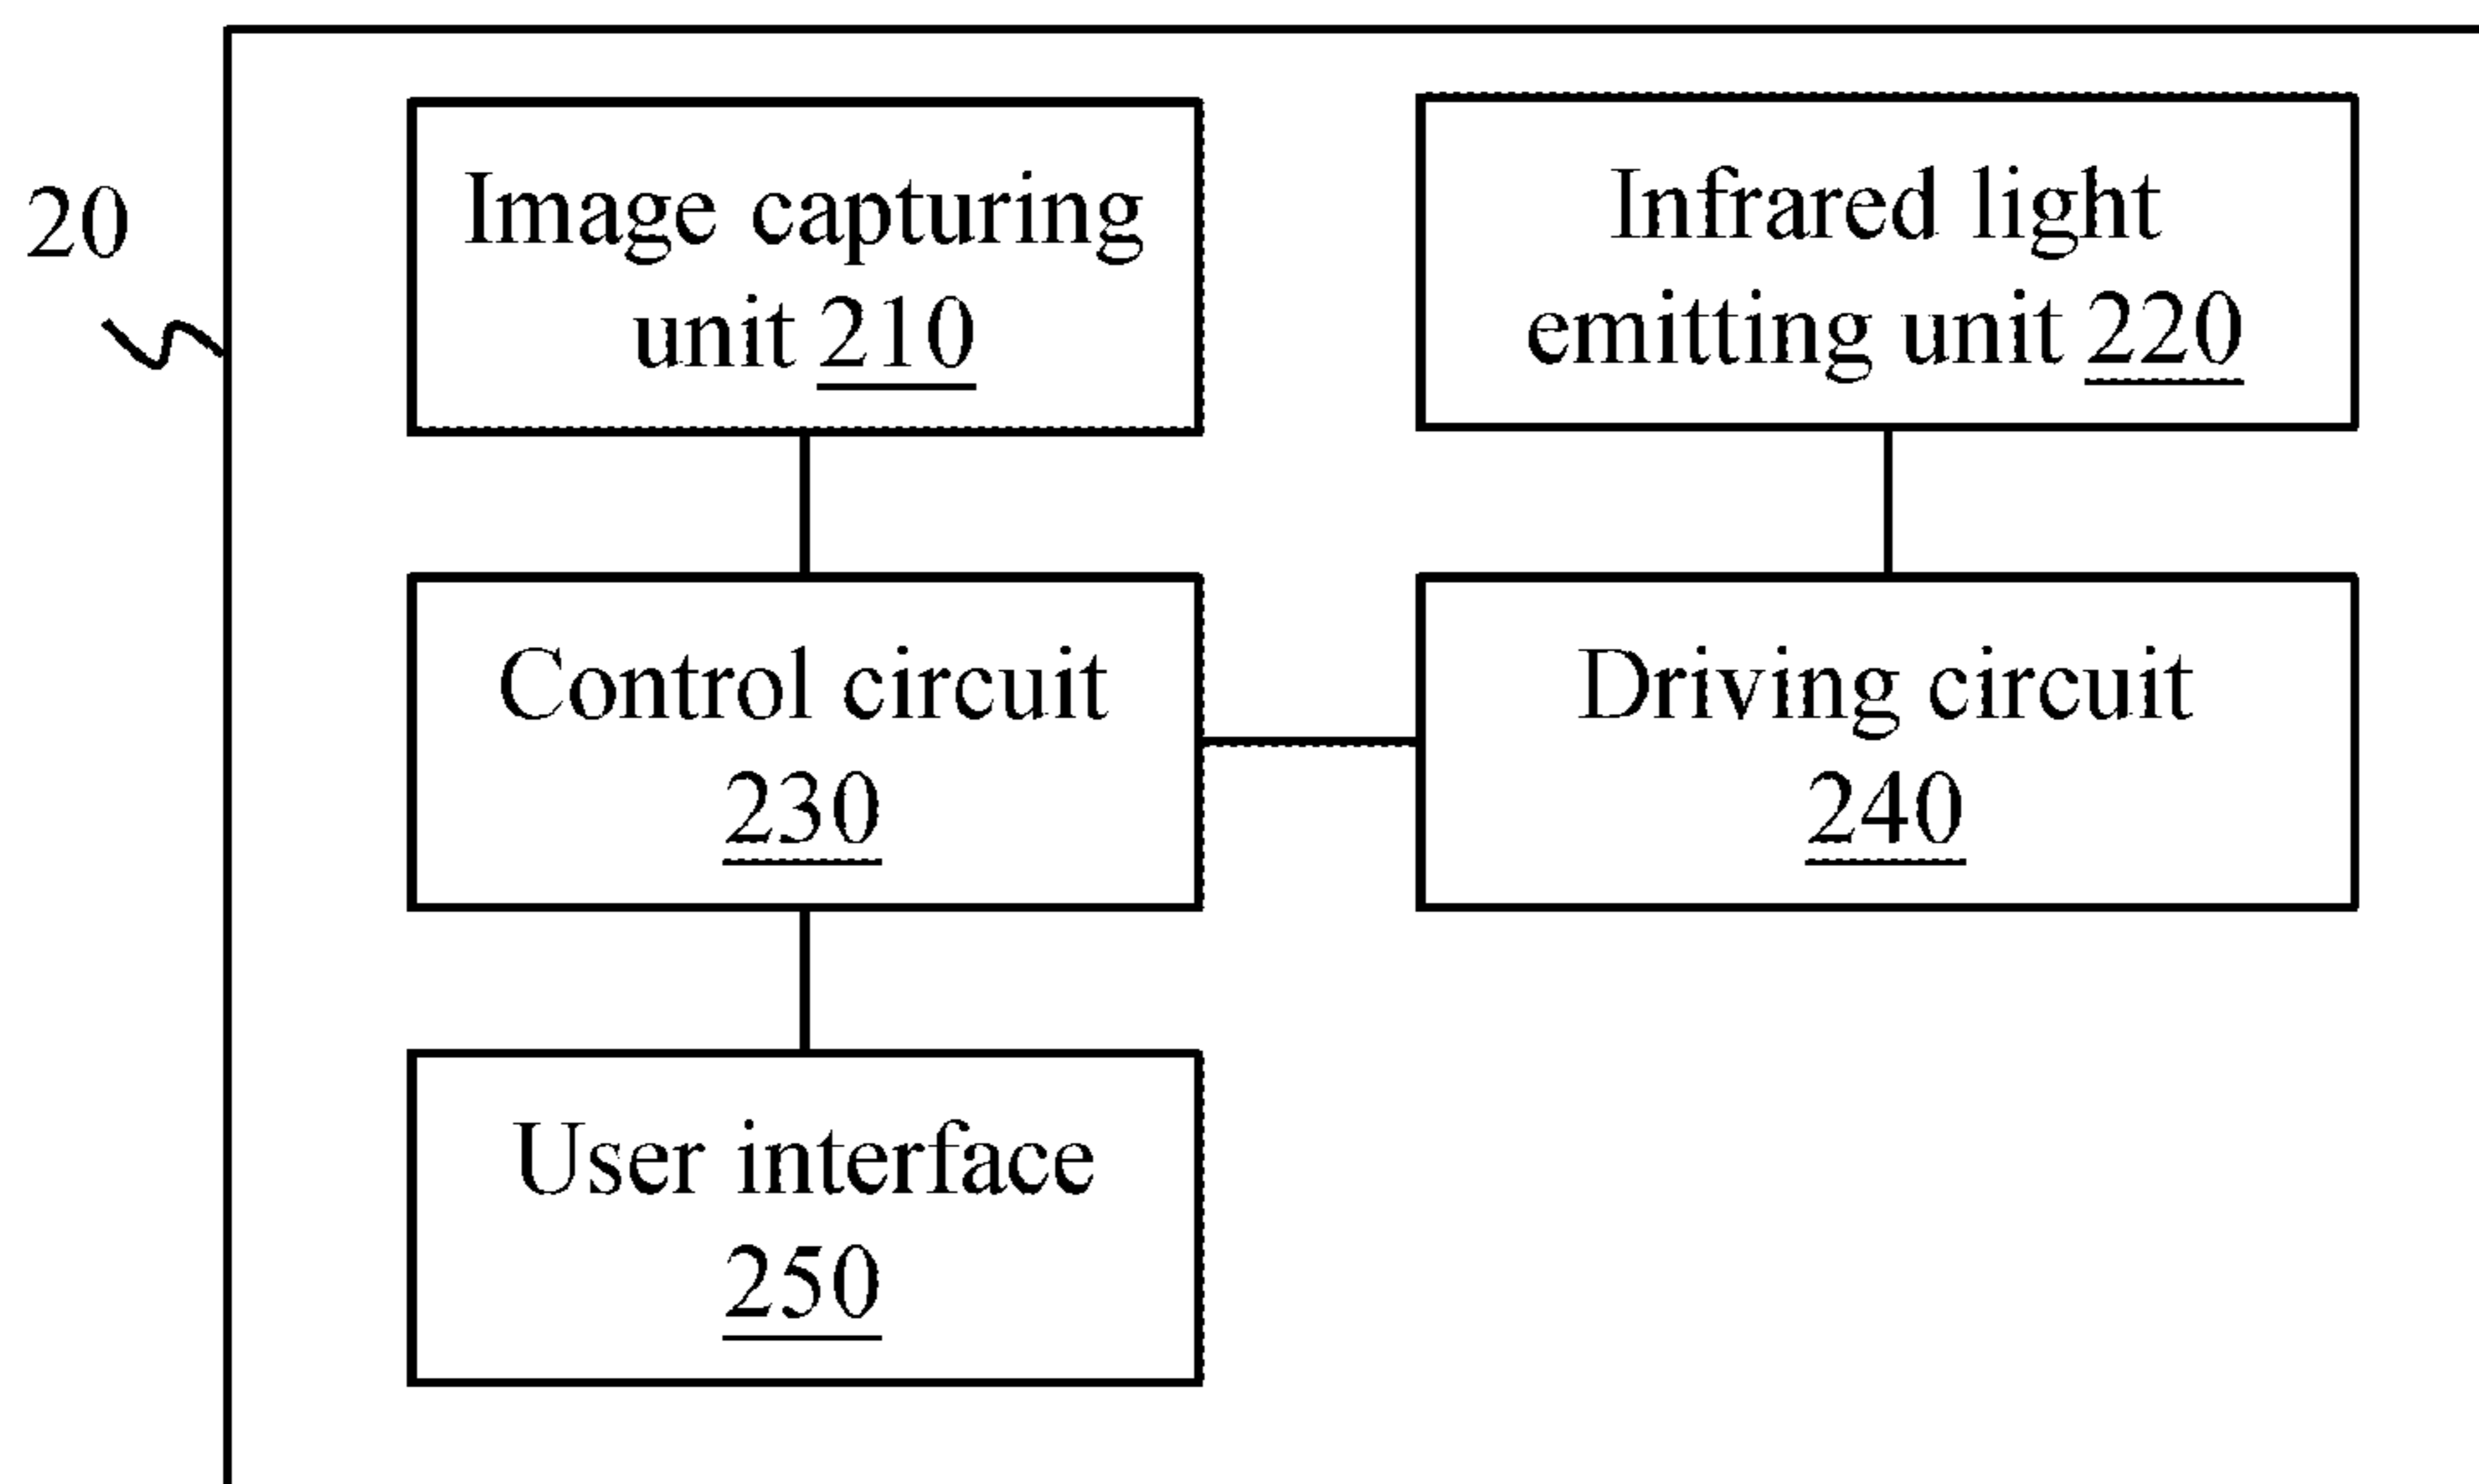 20
Image capturing
unit 210
Infrared light
emitting unit 220
Control circuit
230
Driving circuit
240
User interface
250